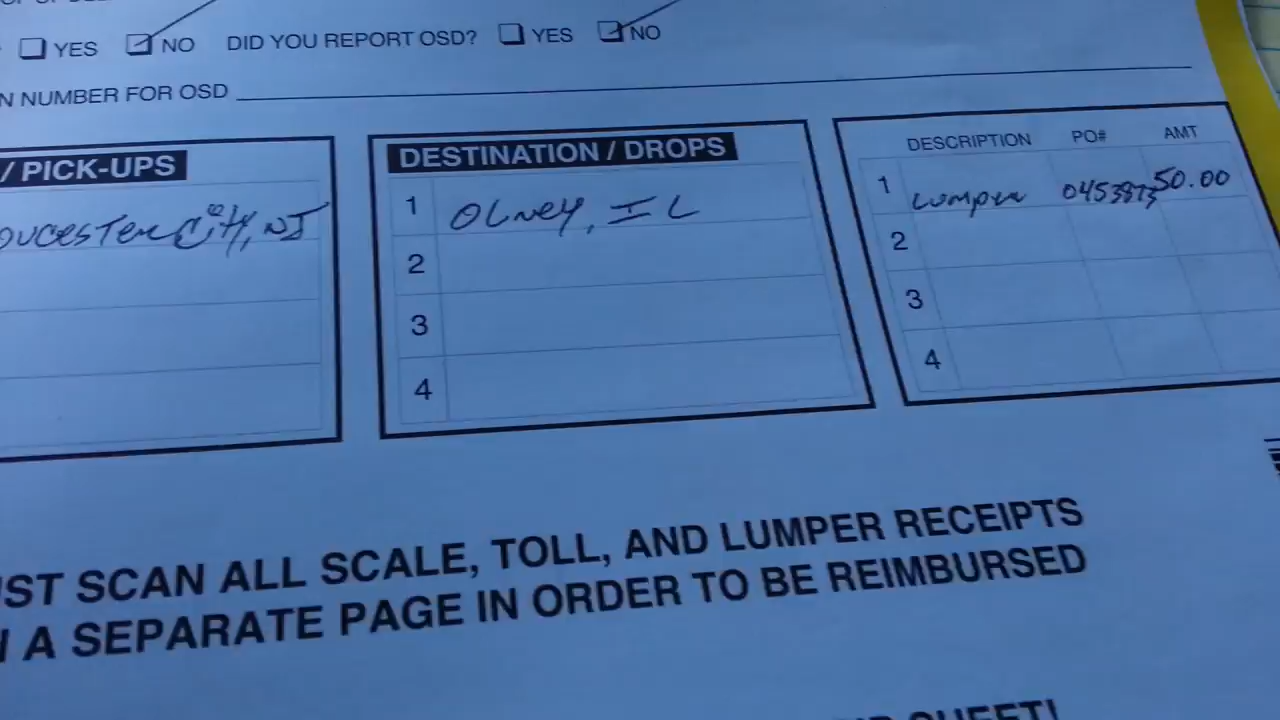 YES NO DID YOU REPORT OSD? YES NO
N NUMBER FOR OSD
/ PICK-UPS
OUCESTER CITY, NJ
DESTINATION / DROPS
1 OLNEY, IL
2
3
4
DESCRIPTION PO# AMT
1 Lumper 0453873 50.00
2
3
4
UST SCAN ALL SCALE, TOLL, AND LUMPER RECEIPTS
N A SEPARATE PAGE IN ORDER TO BE REIMBURSED
SHEET!